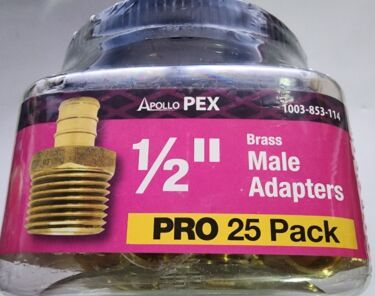 APOLLO PEX
1003-853-114
1/2"
Brass
Male
Adapters
PRO 25 Pack